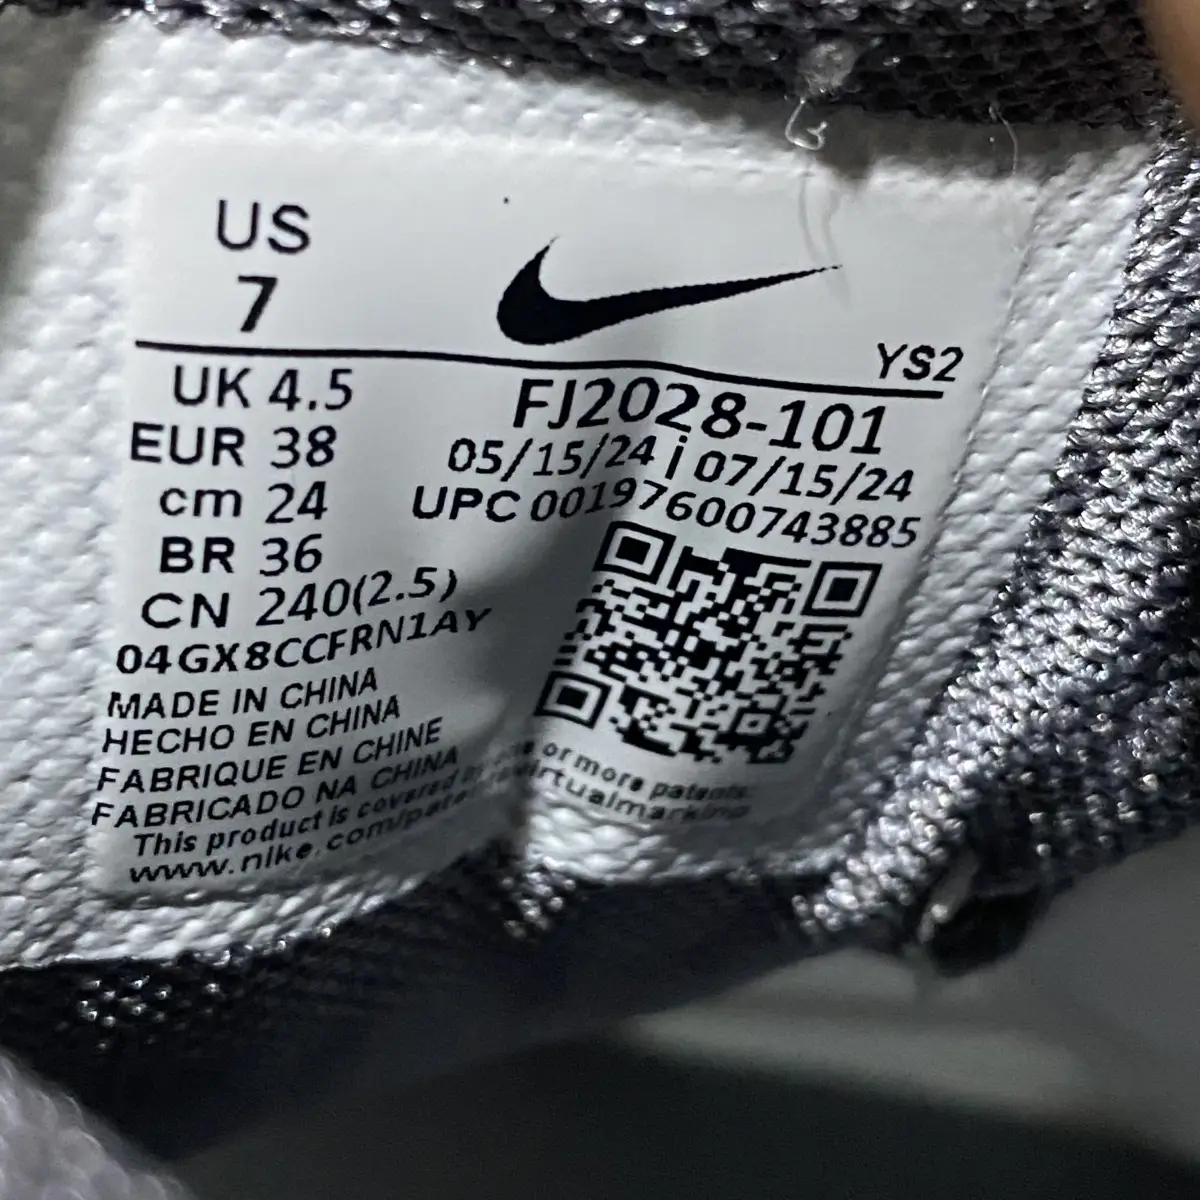 US
7
YS2
UK 4.5
EUR 38
cm 24
BR 36
CN 240(2.5)
04GX8CCFRN1AY
FJ2028-101
05/15/24 j 07/15/24
UPC 00197600743885
MADE IN CHINA
HECHO EN CHINA
FABRIQUE EN CHINE
FABRICADO NA CHINA
This product is covered or more patents.
www.nike.com/